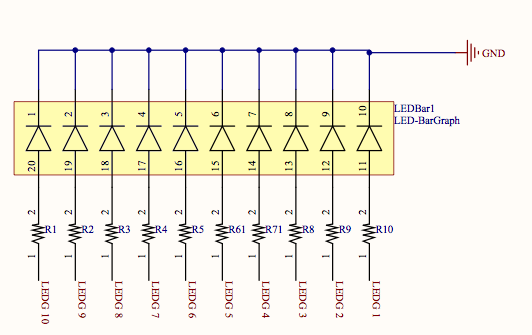 GND
LEDBar1
LED-BarGraph
1 2 3 4 5 6 7 8 9 10
20 19 18 17 16 15 14 13 12 11
2 2 2 2 2 2 2 2 2 2
R1 R2 R3 R4 R5 R61 R71 R8 R9 R10
1 1 1 1 1 1 1 1 1 1
LEDG 10
LEDG 9
LEDG 8
LEDG 7
LEDG 6
LEDG 5
LEDG 4
LEDG 3
LEDG 2
LEDG 1